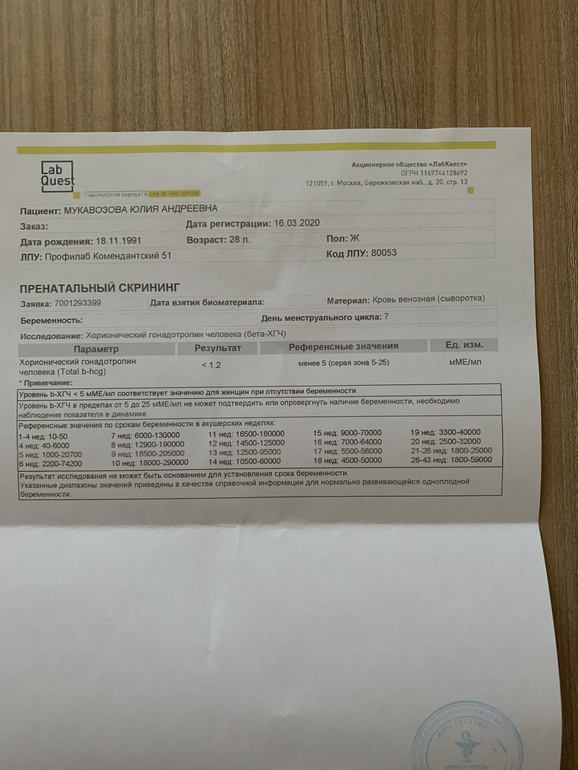 Lab
Quest
Акционерное общество «ЛабКвест»
ОГРН 1167746128692
121059, г. Москва, Бережковская наб., д. 20, стр. 13
Пациент: МУКАВОЗОВА ЮЛИЯ АНДРЕЕВНА
Заказ: Дата регистрации: 16.03.2020
Дата рождения: 18.11.1991 Возраст: 28 п. Пол: Ж
ЛПУ: Профилаб Комендантский 51 Код ЛПУ: 80053
ПРЕНАТАЛЬНЫЙ СКРИНИНГ
Заявка: 7001293399 Дата взятия биоматериала: Материал: Кровь венозная (сыворотка)
Беременность: День менструального цикла: 7
Исследование: Хорионический гонадотропин человека (бета-ХГЧ)
Параметр Результат Референсные значения Ед. изм.
Хорионический гонадотропин < 1.2 менее 5 (серая зона 5-25) мМЕ/мл
человека (Total b-hcg)
* Примечание:
Уровень b-ХГЧ < 5 мМЕ/мл соответствует значению для женщин при отсутствии беременности.
Уровень b-ХГЧ в пределах от 5 до 25 мМЕ/мл не может подтвердить или опровергнуть наличие беременности, необходимо
наблюдение показателя в динамике.
Референсные значения по срокам беременности в акушерских неделях:
1-4 нед: 10-50 7 нед: 6000-130000 11 нед: 16500-180000 15 нед: 9000-70000 19 нед: 3300-40000
4 нед: 40-6000 8 нед: 12900-190000 12 нед: 14500-125000 16 нед: 7000-64000 20 нед: 2500-32000
5 нед: 1000-20700 9 нед: 18500-205000 13 нед: 12500-95000 17 нед: 5500-56000 21-26 нед: 1800-25000
6 нед: 2200-74200 10 нед: 18000-290000 14 нед: 10500-80000 18 нед: 4500-50000 26-43 нед: 1800-59000
Результат исследования не может быть основанием для установления срока беременности.
Указанные диапазоны значений приведены в качестве справочной информации для нормально развивающейся одноплодной
беременности.